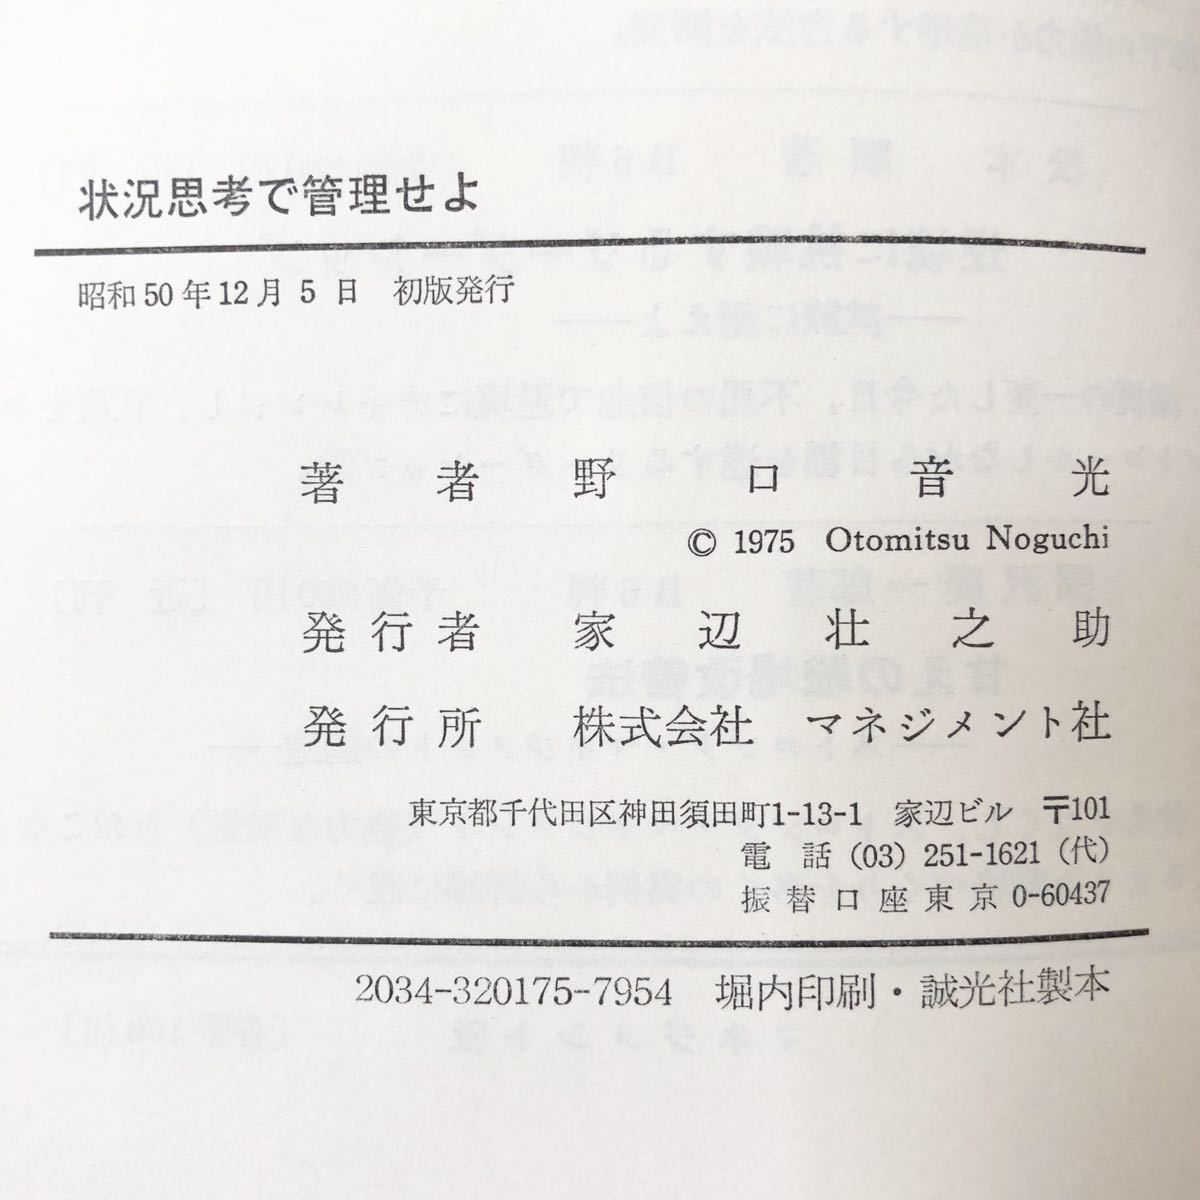 状況思考で管理せよ
昭和50年12月5日 初版発行
著者 野口音光
© 1975 Otomitsu Noguchi
発行者 家辺壮之助
発行所 株式会社 マネジメント社
東京都千代田区神田須田町1-13-1 家辺ビル 〒101
電話 (03) 251-1621 (代)
振替口座東京0-60437
2034-320175-7954 堀内印刷・誠光社製本